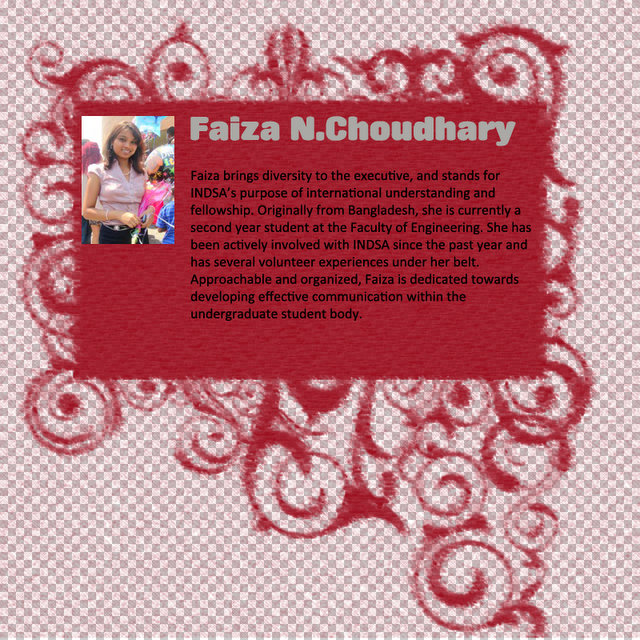 Faiza N.Choudhary
Faiza brings diversity to the executive, and stands for
INDSA's purpose of international understanding and
fellowship. Originally from Bangladesh, she is currently a
second year student at the Faculty of Engineering. She has
been actively involved with INDSA since the past year and
has several volunteer experiences under her belt.
Approachable and organized, Faiza is dedicated towards
developing effective communication within the
undergraduate student body.